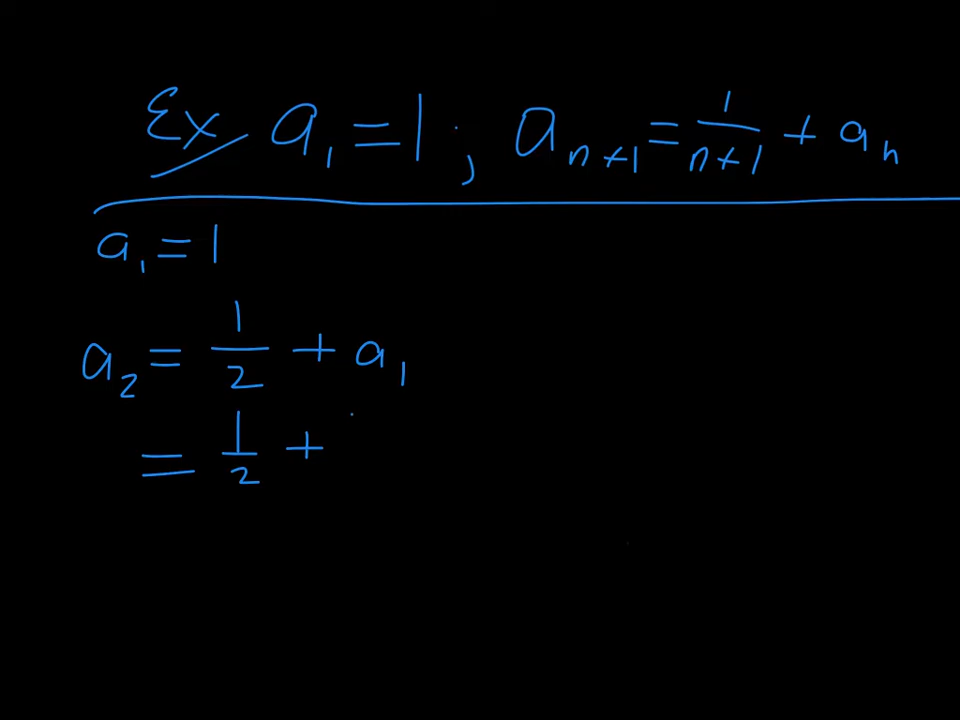 Ex a₁ = 1 ; aₙ₊₁ = 1/(n+1) + aₙ
a₁ = 1
a₂ = 1/2 + a₁
= 1/2 +